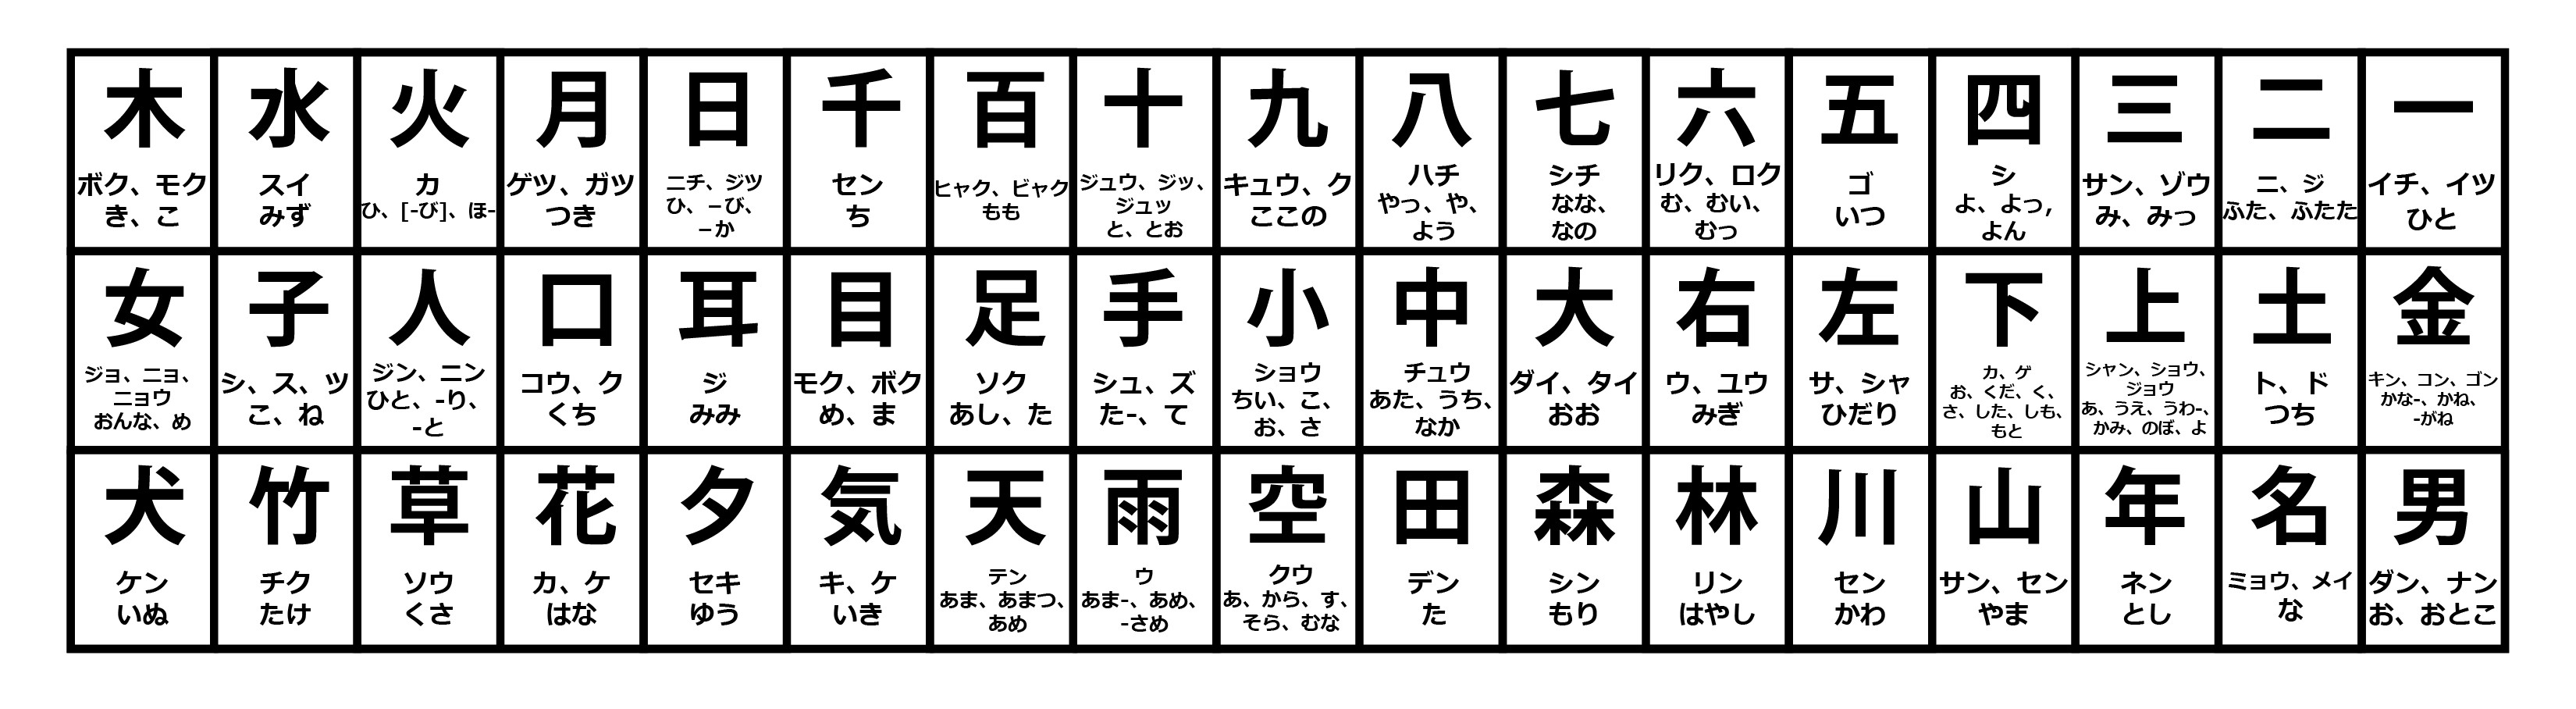 一
イチ、イツ
ひと
二
ニ、ジ
ふた、ふたた
三
サン、ゾウ
み、みっ
四
シ
よ、よっ,
よん
五
ゴ
いつ
六
リク、ロク
む、むい、
むっ
七
シチ
なな、
なの
八
ハチ
やっ、や、
よう
九
キュウ、ク
ここの
十
ジュウ、ジッ、
ジュッ
と、とお
百
ヒャク、ビャク
もも
千
セン
ち
日
ニチ、ジツ
ひ、－び、
－か
月
ゲツ、ガツ
つき
火
カ
ひ、[-び]、ほ-
水
スイ
みず
木
ボク、モク
き、こ
金
キン、コン、ゴン
かな-、かね、
-がね
土
ト、ド
つち
上
シャン、ショウ、
ジョウ
あ、うえ、うわ-、
かみ、のぼ、よ
下
カ、ゲ
お、くだ、く、
さ、した、しも、
もと
左
サ、シャ
ひだり
右
ウ、ユウ
みぎ
大
ダイ、タイ
おお
中
チュウ
あた、うち、
なか
小
ショウ
ちい、こ、
お、さ
手
シュ、ズ
た-、て
足
ソク
あし、た
目
モク、ボク
め、ま
耳
ジ
みみ
口
コウ、ク
くち
人
ジン、ニン
ひと、-り、
-と
子
シ、ス、ツ
こ、ね
女
ジョ、ニョ、
ニョウ
おんな、め
男
ダン、ナン
お、おとこ
名
ミョウ、メイ
な
年
ネン
とし
山
サン、セン
やま
川
セン
かわ
林
リン
はやし
森
シン
もり
田
デン
た
空
クウ
あ、から、す、
そら、むな
雨
ウ
あま-、あめ、
-さめ
天
テン
あま、あまつ、
あめ
気
キ、ケ
いき
夕
セキ
ゆう
花
カ、ケ
はな
草
ソウ
くさ
竹
チク
たけ
犬
ケン
いぬ